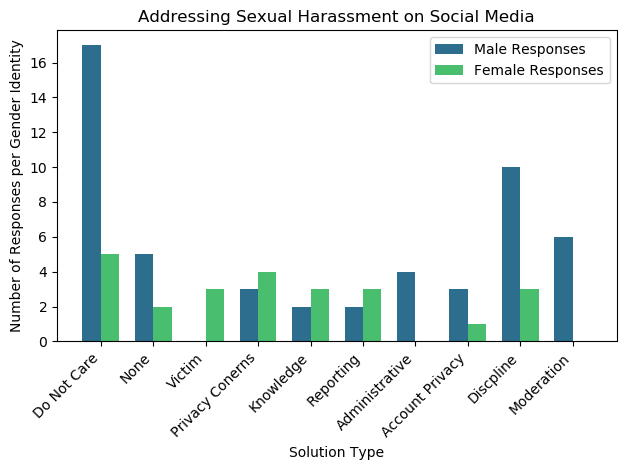 Addressing Sexual Harassment on Social Media
Number of Responses per Gender Identity
16
14
12
10
8
6
4
2
0
Male Responses
Female Responses
Do Not Care
None
Victim
Privacy Conerns
Knowledge
Reporting
Administrative
Account Privacy
Discpline
Moderation
Solution Type